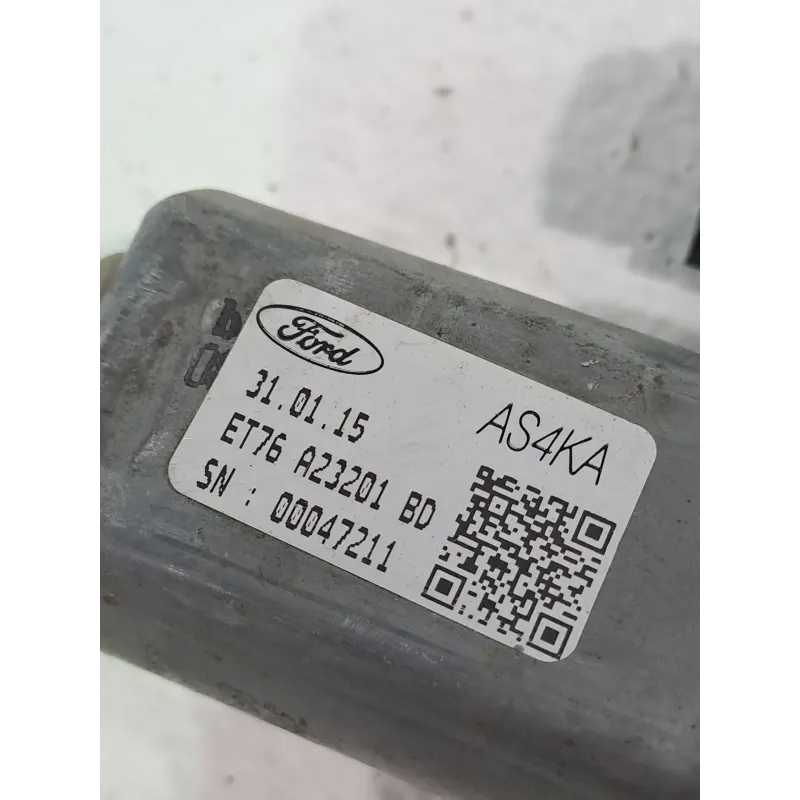 Ford
31.01.15
AS4KA
ET76 A23201 BD
SN : 00047211